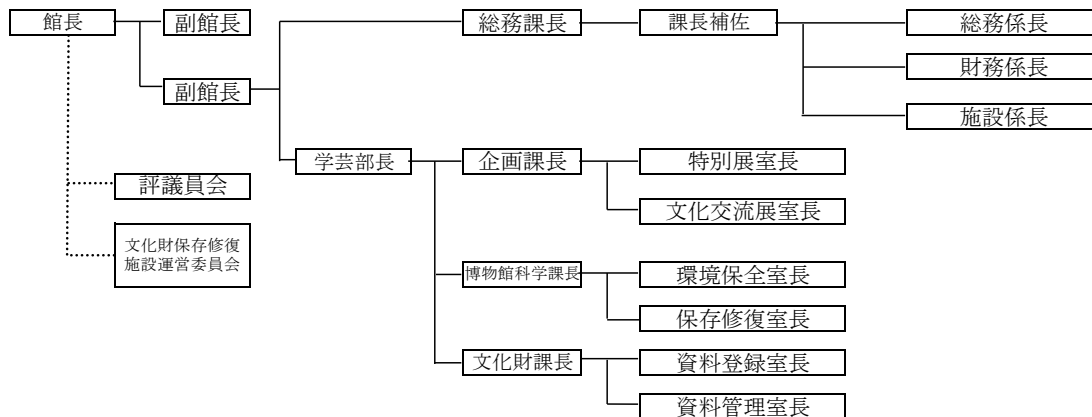 館長
副館長
総務課長
課長補佐
総務係長
財務係長
副館長
施設係長
学芸部長
企画課長
特別展室長
評議員会
文化交流展室長
文化財保存修復
施設運営委員会
博物館科学課長
環境保全室長
保存修復室長
文化財課長
資料登録室長
資料管理室長